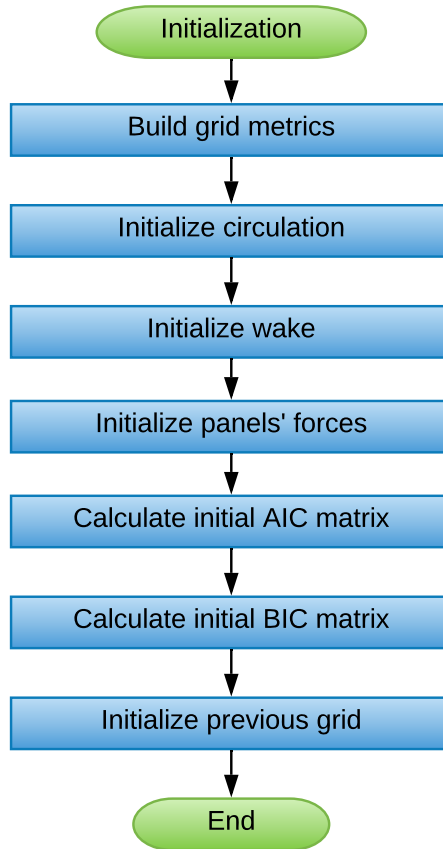 Initialization
Build grid metrics
Initialize circulation
Initialize wake
Initialize panels' forces
Calculate initial AIC matrix
Calculate initial BIC matrix
Initialize previous grid
End